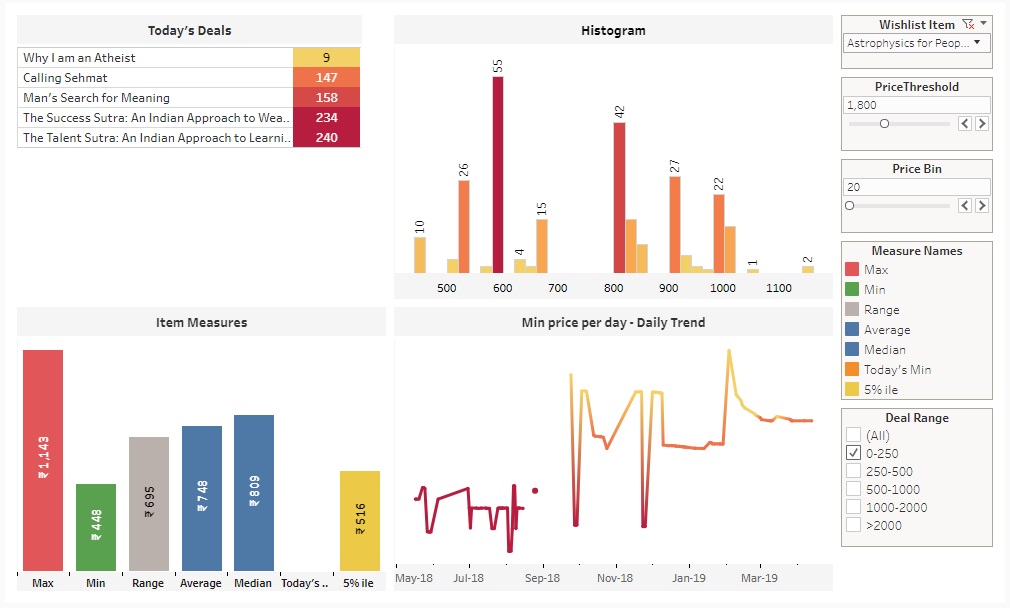 Today's Deals
Why I am an Atheist 9
Calling Sehmat 147
Man's Search for Meaning 158
The Success Sutra: An Indian Approach to Wea.. 234
The Talent Sutra: An Indian Approach to Learni.. 240
Histogram
10
26
55
4
15
42
27
22
1
2
500 600 700 800 900 1000 1100
Wishlist Item
Astrophysics for Peop...
PriceThreshold
1,800
Price Bin
20
Measure Names
Max
Min
Range
Average
Median
Today's Min
5% ile
Deal Range
(All)
0-250
250-500
500-1000
1000-2000
>2000
Item Measures
₹ 1,143
₹ 448
₹ 695
₹ 748
₹ 809
₹ 516
Max Min Range Average Median Today's .. 5% ile
Min price per day - Daily Trend
May-18 Jul-18 Sep-18 Nov-18 Jan-19 Mar-19